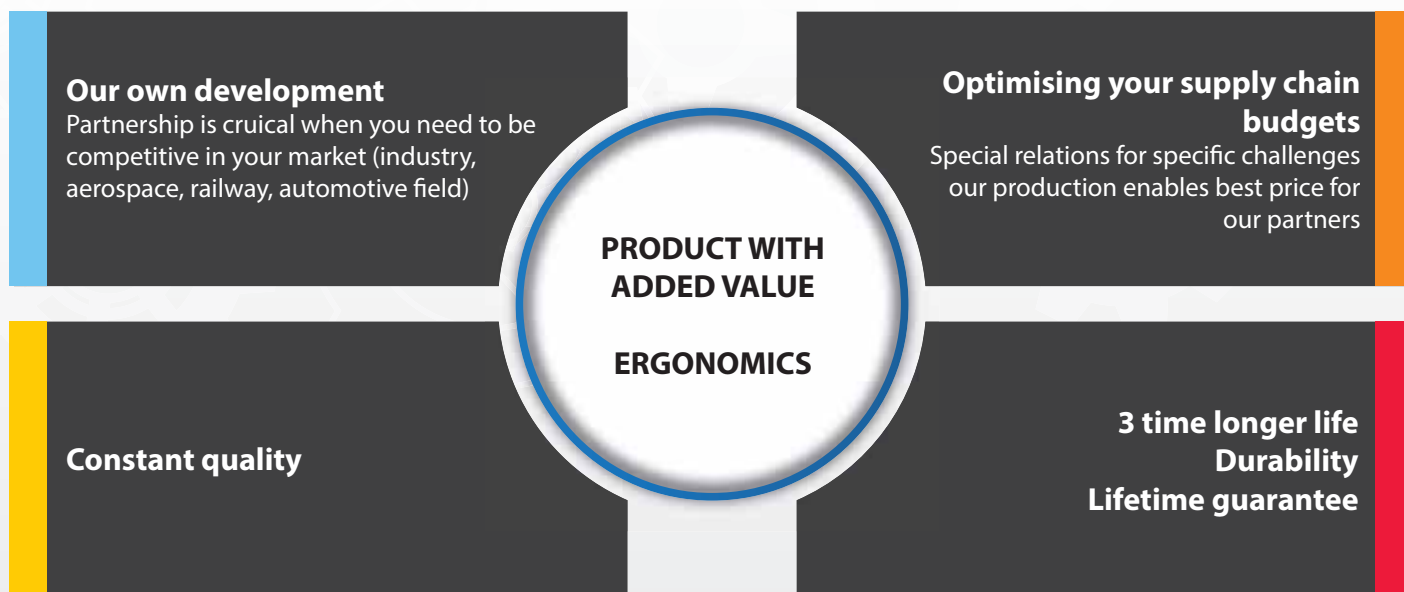 Our own development
Partnership is cruical when you need to be
competitive in your market (industry,
aerospace, railway, automotive field)
Optimising your supply chain
budgets
Special relations for specific challenges
our production enables best price for
our partners
PRODUCT WITH
ADDED VALUE
ERGONOMICS
Constant quality
3 time longer life
Durability
Lifetime guarantee